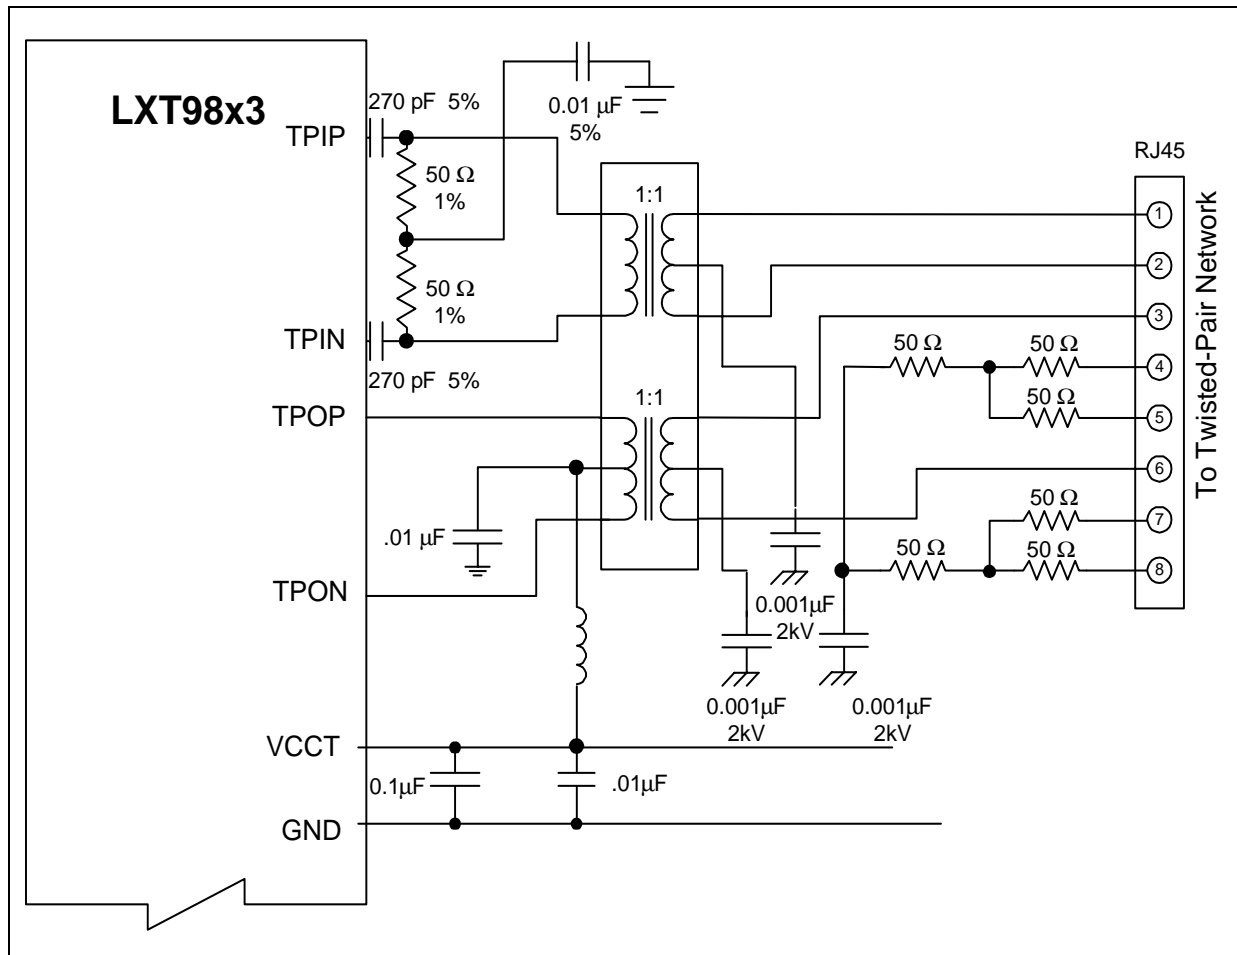 LXT98x3
270 pF 5%
TPIP
50 Ω
1%
50 Ω
1%
TPIN
270 pF 5%
0.01 µF
5%
1:1
TPOP
1:1
.01 µF
TPON
VCCT
0.1µF
.01µF
GND
0.001µF
2kV
0.001µF
2kV
0.001µF
2kV
50 Ω
50 Ω
50 Ω
50 Ω
50 Ω
50 Ω
RJ45
1
2
3
4
5
6
7
8
To Twisted-Pair Network